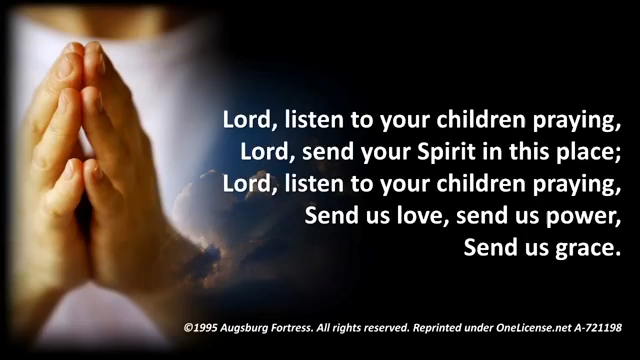 Lord, listen to your children praying,
Lord, send your Spirit in this place;
Lord, listen to your children praying,
Send us love, send us power,
Send us grace.
©1995 Augsburg Fortress. All rights reserved. Reprinted under OneLicense.net A-721198